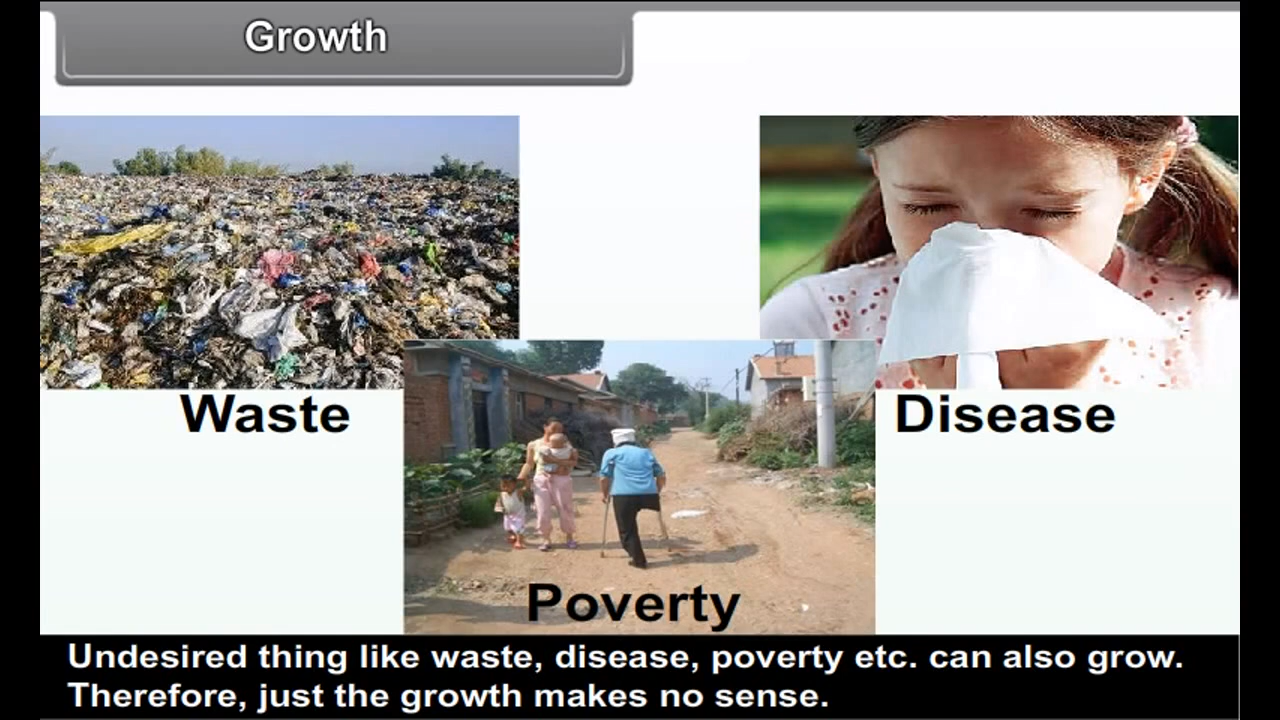 Growth
Waste
Disease
Poverty
Undesired thing like waste, disease, poverty etc. can also grow.
Therefore, just the growth makes no sense.